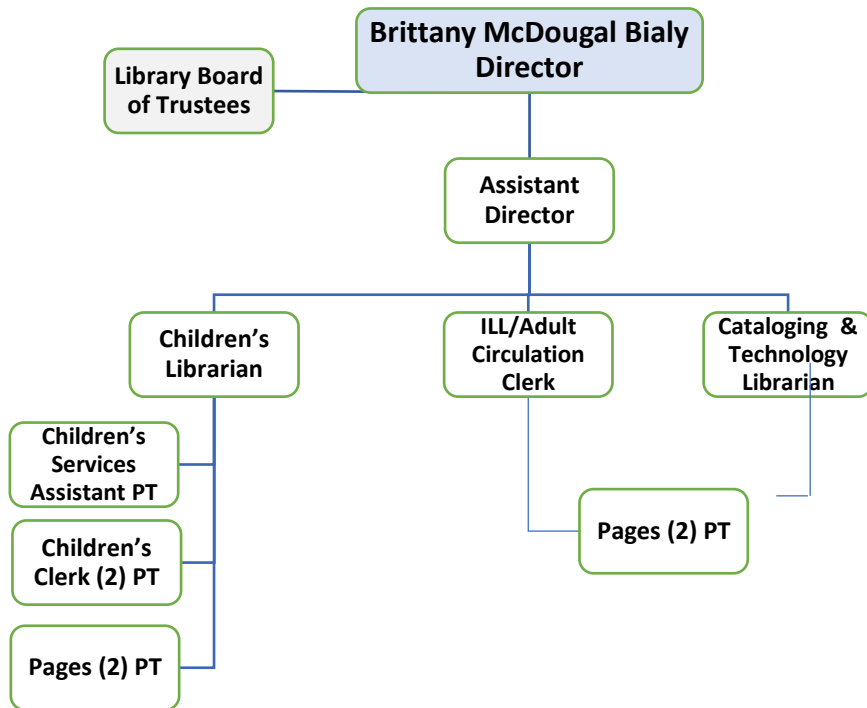 Brittany McDougal Bialy
Director
Library Board
of Trustees
Assistant
Director
Children’s
Librarian
ILL/Adult
Circulation
Clerk
Cataloging &
Technology
Librarian
Children’s
Services
Assistant PT
Children’s
Clerk (2) PT
Pages (2) PT
Pages (2) PT